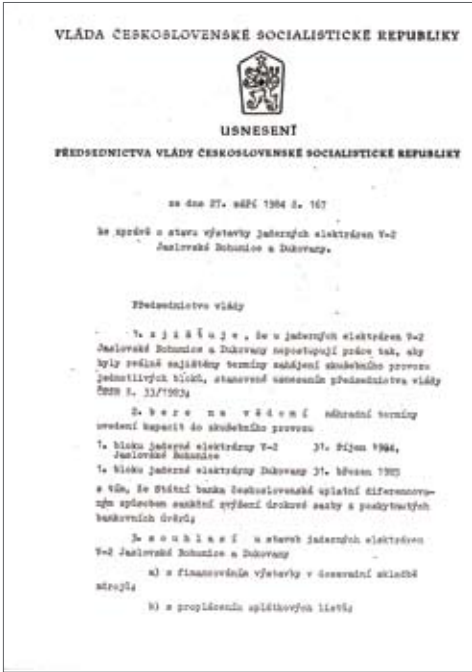 VLÁDA ČESKOSLOVENSKÉ SOCIALISTICKÉ REPUBLIKY
USNESENÍ
PŘEDSEDNICTVA VLÁDY ČESKOSLOVENSKÉ SOCIALISTICKÉ REPUBLIKY
ze dne 27. září 1984 č. 167
ke zprávě o stavu výstavby jaderných elektráren V-2
Jaslovské Bohunice a Dukovany.
Předsednictvo vlády
1. z j i š ť u j e , že u jaderných elektráren V-2
Jaslovské Bohunice a Dukovany nepostupují práce tak, aby
byly reálně zajištěny termíny zahájení zkušebního provozu
jednotlivých bloků, stanovené usnesením předsednictva vlády
ČSSR č. 33/1983;
2. b e r e  n a  v ě d o m í  náhradní termíny
uvedení kapacit do zkušebního provozu
1. bloku jaderné elektrárny V-2 31. říjen 1984,
Jaslovské Bohunice
1. bloku jaderné elektrárny Dukovany 31. březen 1985
s tím, že Státní banka československá uplatní diferencova-
ným způsobem sankční zvýšení úrokové sazby z poskytnutých
bankovních úvěrů;
3. s o u h l a s í  u staveb jaderných elektráren
V-2 Jaslovské Bohunice a Dukovany
a) s financováním výstavby v dosavadní skladbě
zdrojů;
b) s proplácením splátkových listů;